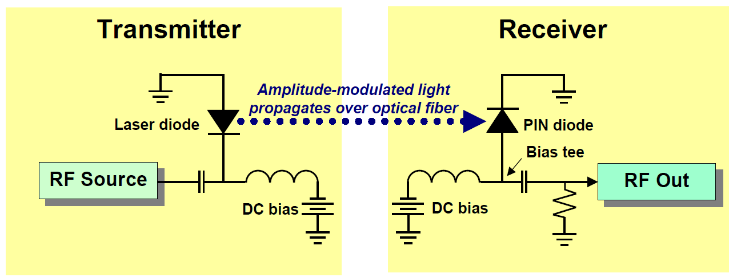 Transmitter
Receiver
Amplitude-modulated light
propagates over optical fiber
Laser diode
PIN diode
Bias tee
RF Source
RF Out
DC bias
DC bias